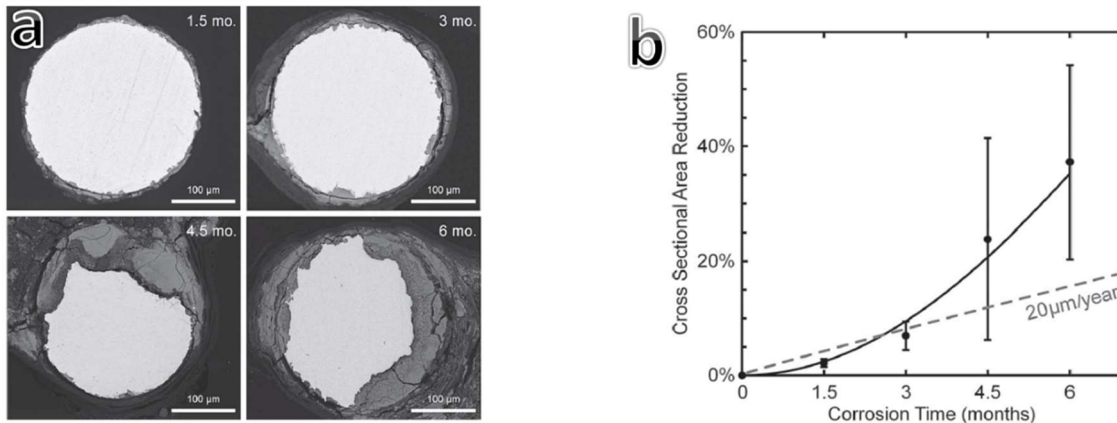 a
1.5 mo.
100 µm
3 mo.
100 µm
4.5 mo.
100 µm
6 mo.
100 µm
b
60%
40%
20%
0%
Cross Sectional Area Reduction
20µm/year
0
1.5
3
4.5
6
Corrosion Time (months)